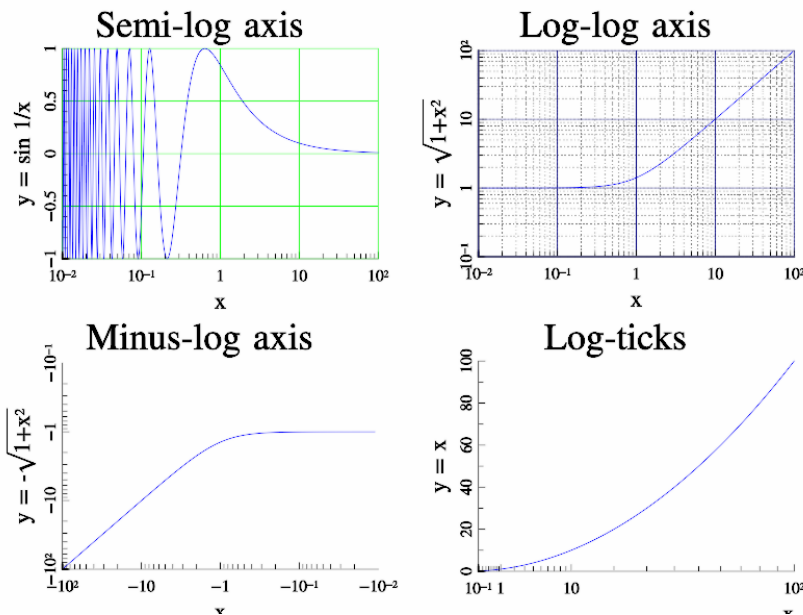 Semi-log axis
y = sin 1/x
1
0.5
0
−0.5
−1
10⁻² 10⁻¹ 1 10 10²
x
Log-log axis
y = √1+x²
10²
10
1
10⁻¹
10⁻² 10⁻¹ 1 10 10²
x
Minus-log axis
y = -√1+x²
−10⁻¹
−1
−10
−10²
−10² −10 −1 −10⁻¹ −10⁻²
x
Log-ticks
y = x
100
80
60
40
20
0
10⁻¹ 1 10 10²
x